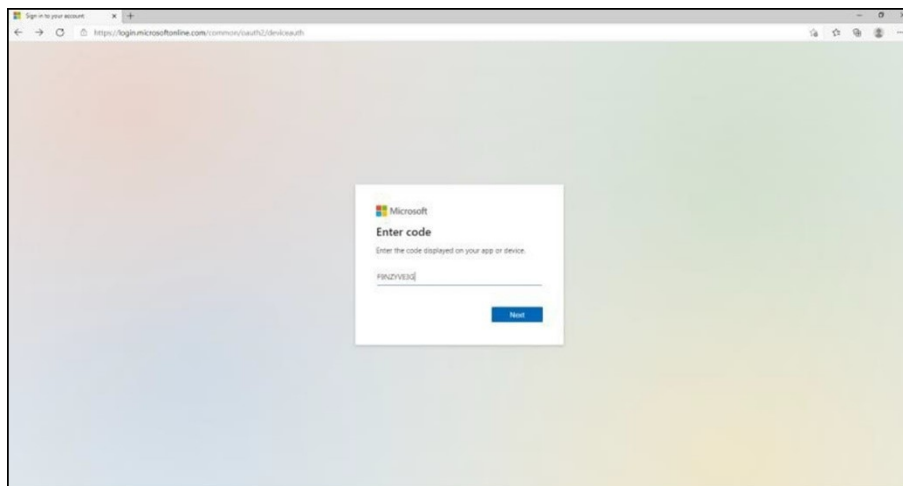 Sign in to your account
https://login.microsoftonline.com/common/oauth2/deviceauth
Microsoft
Enter code
Enter the code displayed on your app or device.
Next